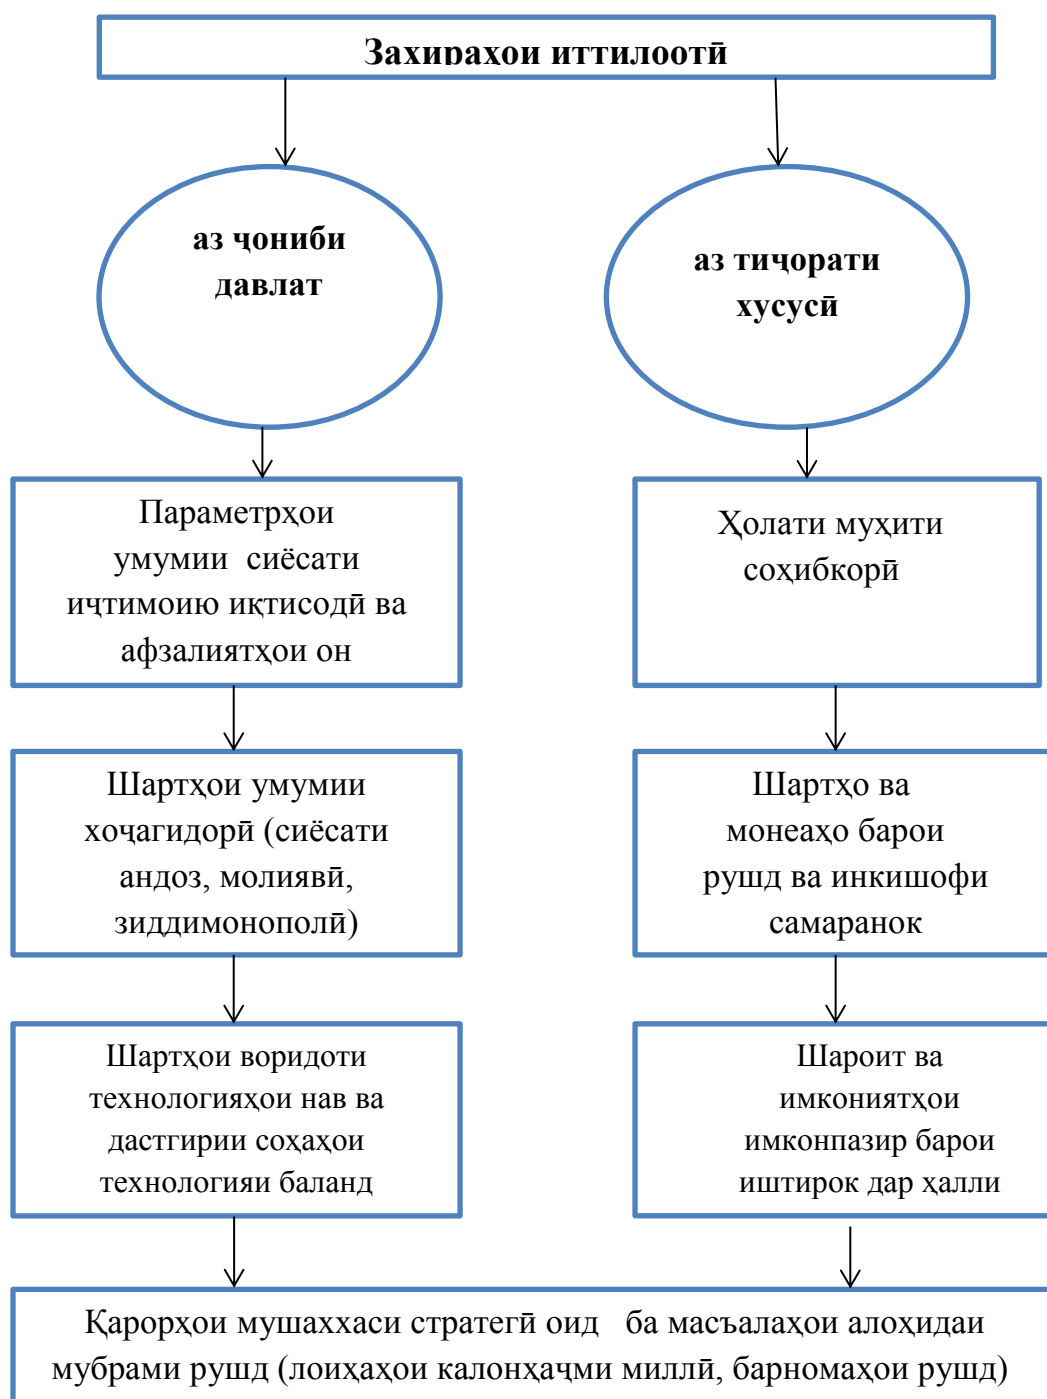 Захираҳои иттилоотӣ
аз ҷониби
давлат
аз тиҷорати
хусусӣ
Параметрҳои
умумии сиёсати
иҷтимоию иқтисодӣ ва
афзалиятҳои он
Ҳолати муҳити
соҳибкорӣ
Шартҳои умумии
хоҷагидорӣ (сиёсати
андоз, молиявӣ,
зиддимонополӣ)
Шартҳо ва
монеаҳо барои
рушд ва инкишофи
самаранок
Шартҳои воридоти
технологияҳои нав ва
дастгирии соҳаҳои
технологияи баланд
Шароит ва
имкониятҳои
имконпазир барои
иштирок дар ҳалли
Қарорҳои мушаххаси стратегӣ оид ба масъалаҳои алоҳидаи
мубрами рушд (лоиҳаҳои калонҳаҷми миллӣ, барномаҳои рушд)